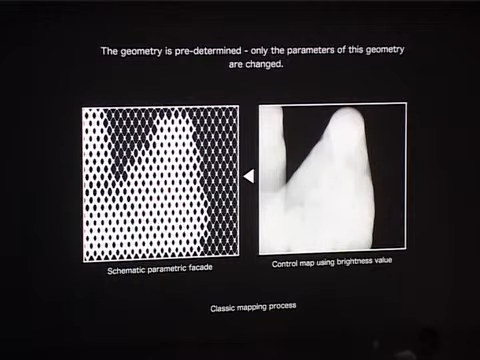 The geometry is pre-determined - only the parameters of this geometry
are changed.
Schematic parametric facade
Control map using brightness value
Classic mapping process